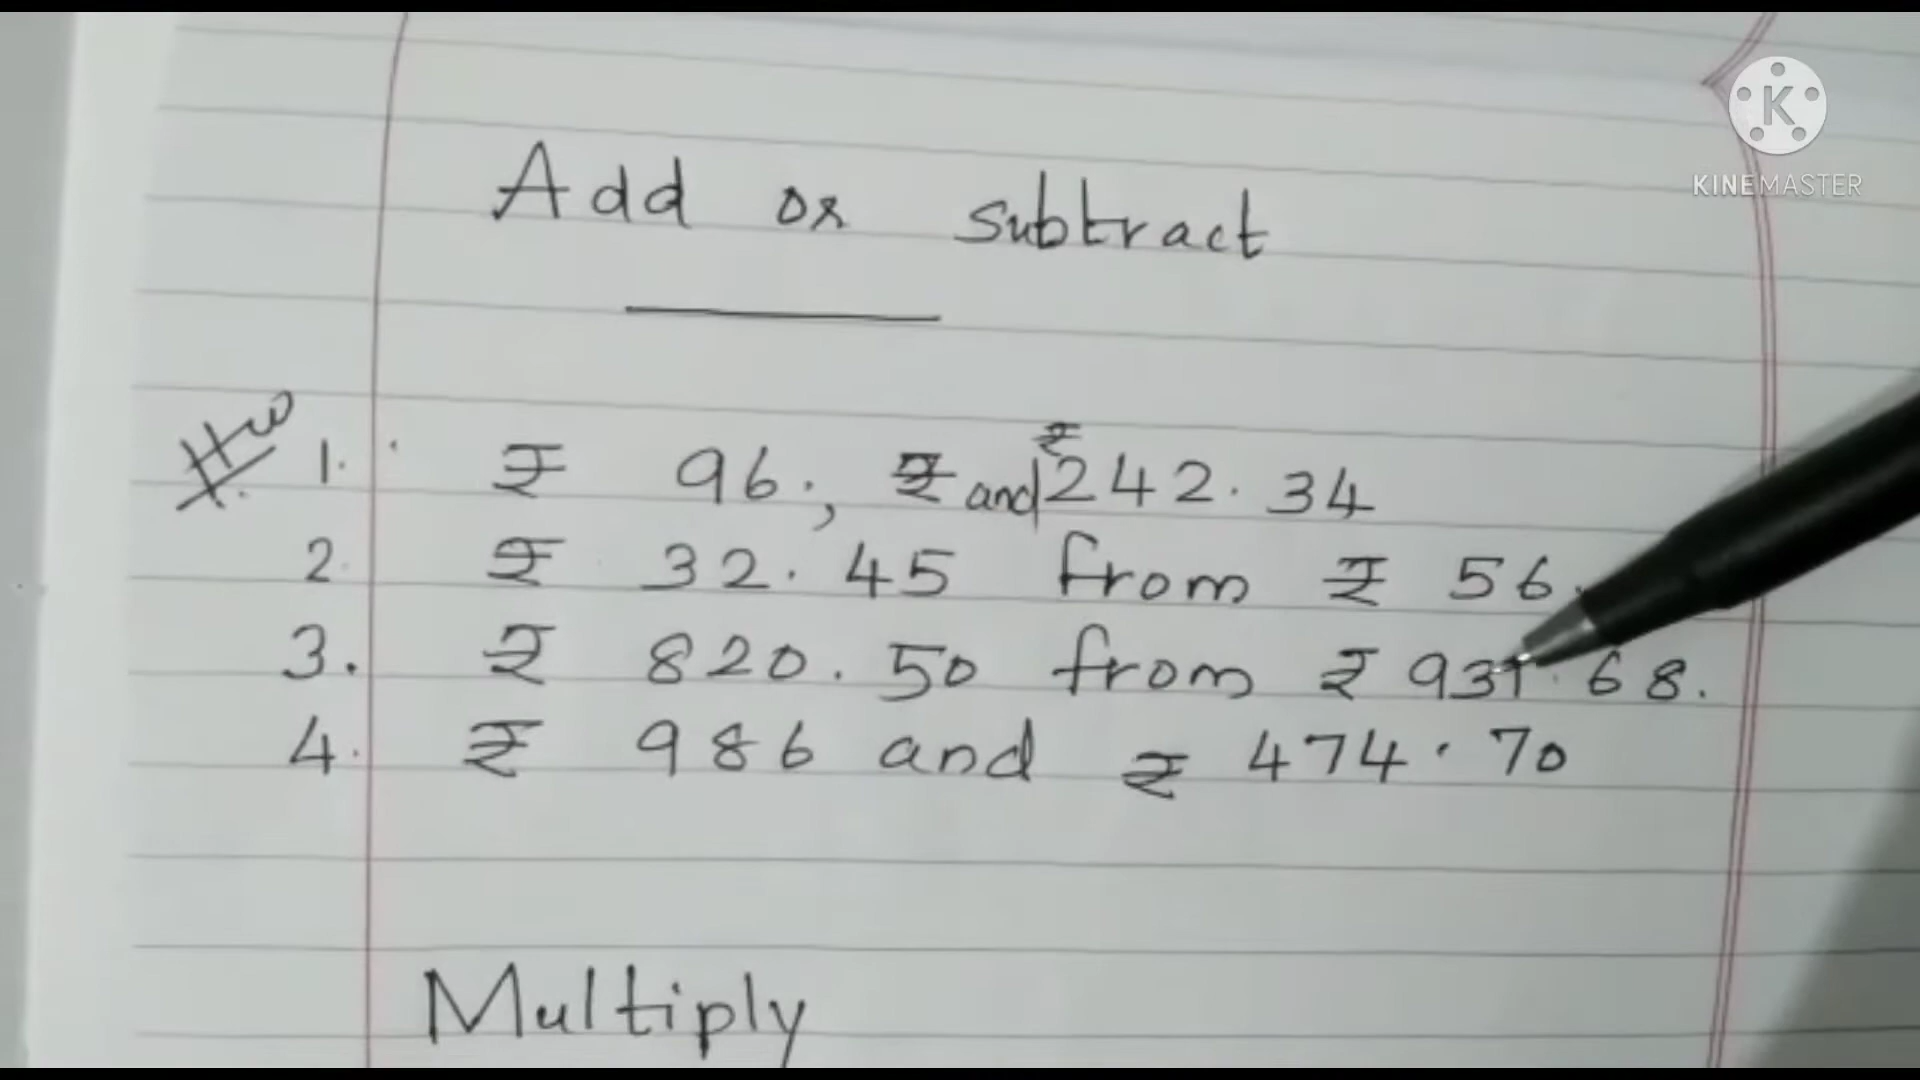 K
KINEMASTER
Add or subtract
H.W
1. ₹ 96., and ₹ 242.34
2. ₹ 32.45 from ₹ 56.
3. ₹ 820.50 from ₹ 931.68.
4. ₹ 986 and ₹ 474.70
Multiply